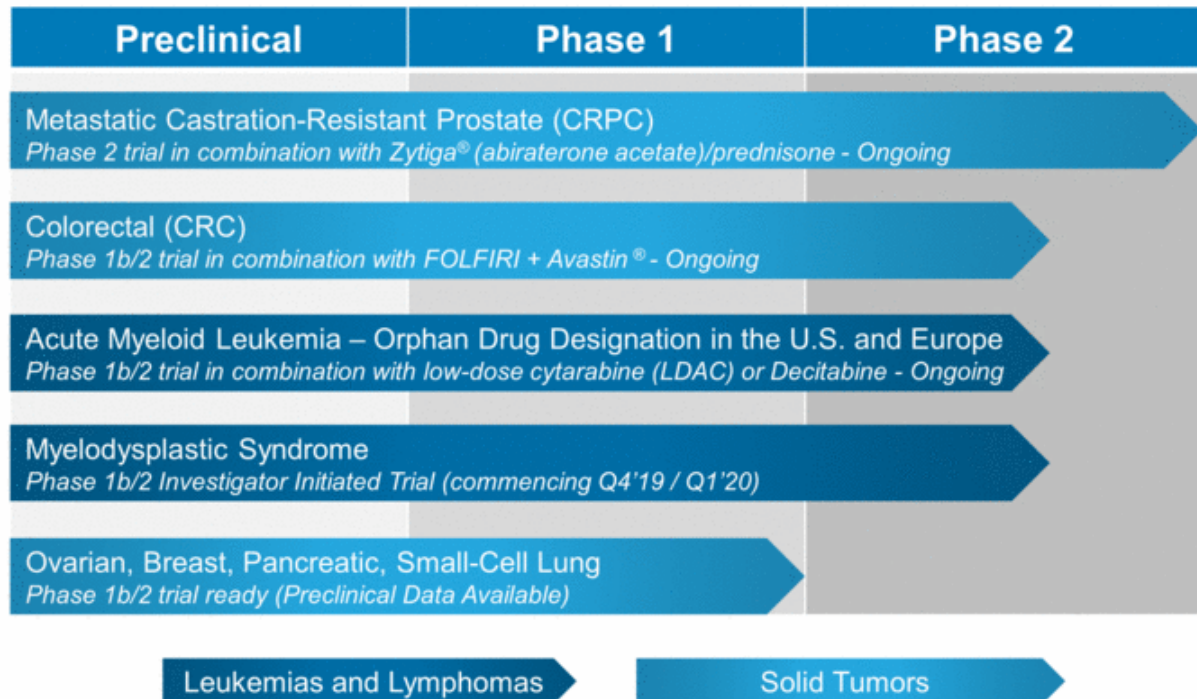 Preclinical
Phase 1
Phase 2
Metastatic Castration-Resistant Prostate (CRPC)
Phase 2 trial in combination with Zytiga® (abiraterone acetate)/prednisone - Ongoing
Colorectal (CRC)
Phase 1b/2 trial in combination with FOLFIRI + Avastin ® - Ongoing
Acute Myeloid Leukemia – Orphan Drug Designation in the U.S. and Europe
Phase 1b/2 trial in combination with low-dose cytarabine (LDAC) or Decitabine - Ongoing
Myelodysplastic Syndrome
Phase 1b/2 Investigator Initiated Trial (commencing Q4'19 / Q1'20)
Ovarian, Breast, Pancreatic, Small-Cell Lung
Phase 1b/2 trial ready (Preclinical Data Available)
Leukemias and Lymphomas
Solid Tumors